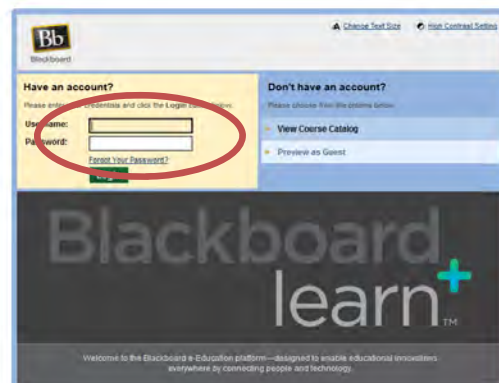 Bb
Blackboard
Change Text Size
High Contrast Setting
Have an account?
Please enter credentials and click the Login below.
Username:
Password:
Forgot Your Password?
Don't have an account?
Please choose from the options below.
View Course Catalog
Preview as Guest
Blackboard
learn+
TM
Welcome to the Blackboard e-Education platform—designed to enable educational innovations
everywhere by connecting people and technology.